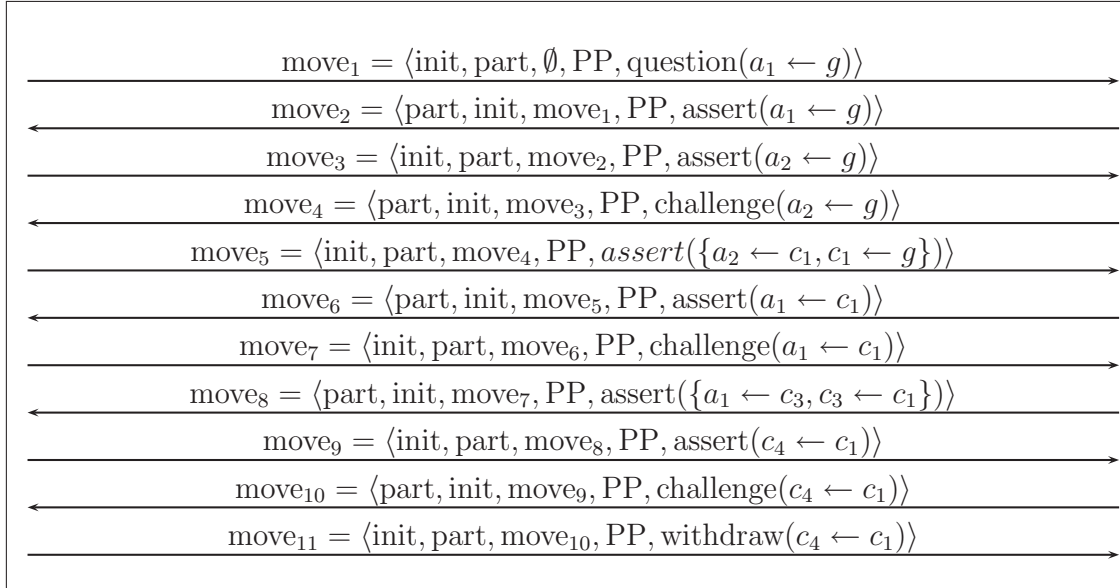 move₁ = ⟨init, part, ∅, PP, question(a₁ ← g)⟩
move₂ = ⟨part, init, move₁, PP, assert(a₁ ← g)⟩
move₃ = ⟨init, part, move₂, PP, assert(a₂ ← g)⟩
move₄ = ⟨part, init, move₃, PP, challenge(a₂ ← g)⟩
move₅ = ⟨init, part, move₄, PP, assert({a₂ ← c₁, c₁ ← g})⟩
move₆ = ⟨part, init, move₅, PP, assert(a₁ ← c₁)⟩
move₇ = ⟨init, part, move₆, PP, challenge(a₁ ← c₁)⟩
move₈ = ⟨part, init, move₇, PP, assert({a₁ ← c₃, c₃ ← c₁})⟩
move₉ = ⟨init, part, move₈, PP, assert(c₄ ← c₁)⟩
move₁₀ = ⟨part, init, move₉, PP, challenge(c₄ ← c₁)⟩
move₁₁ = ⟨init, part, move₁₀, PP, withdraw(c₄ ← c₁)⟩